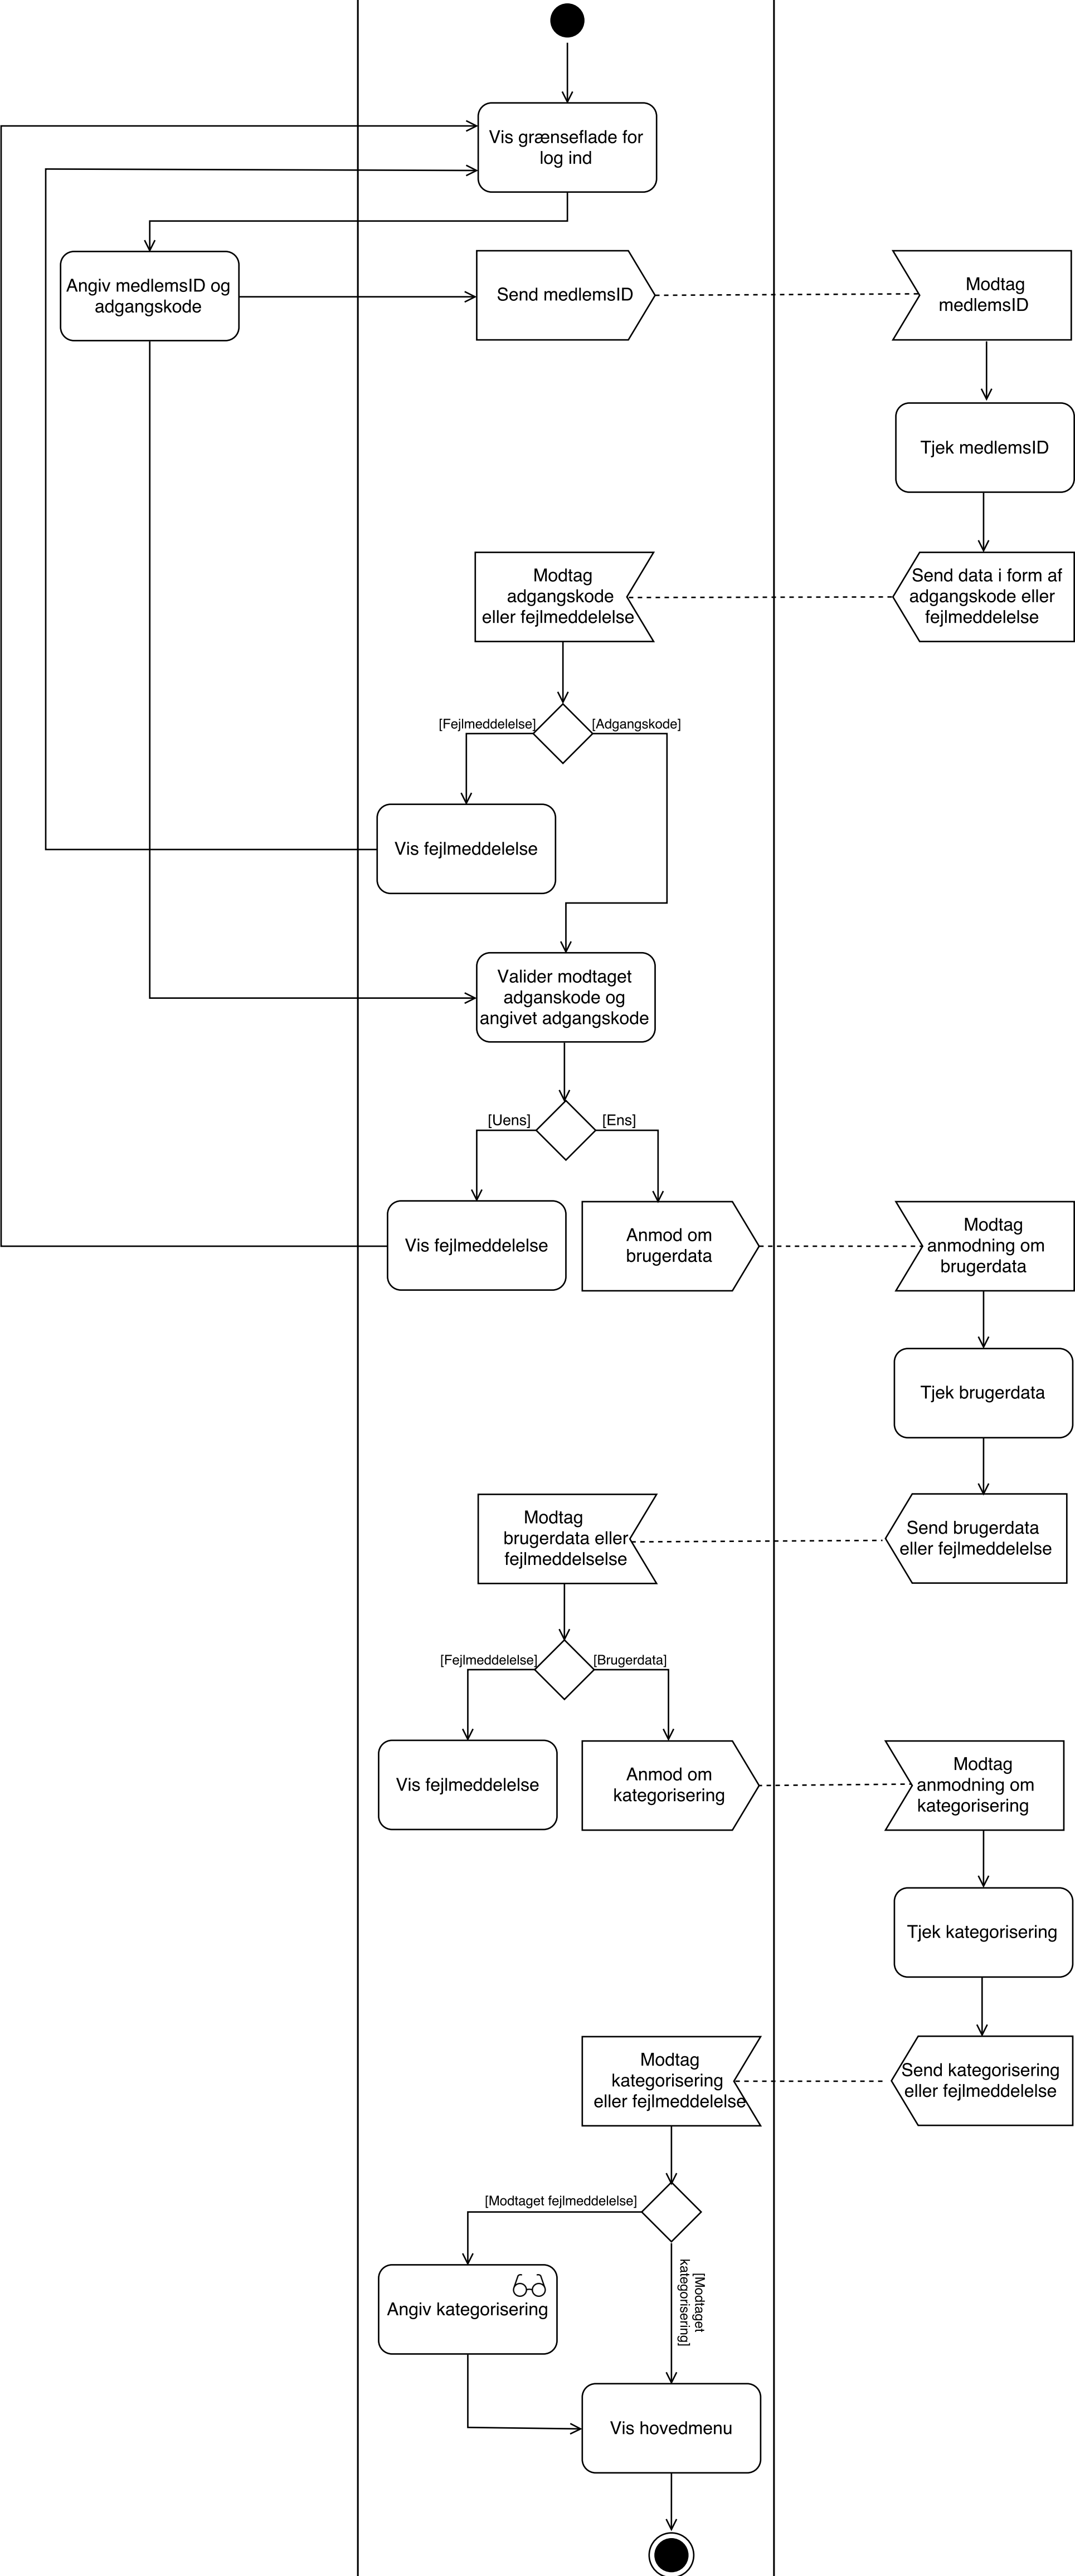 Vis grænseflade for
log ind
Angiv medlemsID og
adgangskode
Send medlemsID
Modtag
medlemsID
Tjek medlemsID
Modtag
adgangskode
eller fejlmeddelelse
Send data i form af
adgangskode eller
fejlmeddelelse
[Fejlmeddelelse]
[Adgangskode]
Vis fejlmeddelelse
Valider modtaget
adganskode og
angivet adgangskode
[Uens]
[Ens]
Vis fejlmeddelelse
Anmod om
brugerdata
Modtag
anmodning om
brugerdata
Tjek brugerdata
Modtag
brugerdata eller
fejlmeddelselse
Send brugerdata
eller fejlmeddelelse
[Fejlmeddelelse]
[Brugerdata]
Vis fejlmeddelelse
Anmod om
kategorisering
Modtag
anmodning om
kategorisering
Tjek kategorisering
Modtag
kategorisering
eller fejlmeddelelse
Send kategorisering
eller fejlmeddelelse
[Modtaget fejlmeddelelse]
[Modtaget
kategorisering]
Angiv kategorisering
Vis hovedmenu